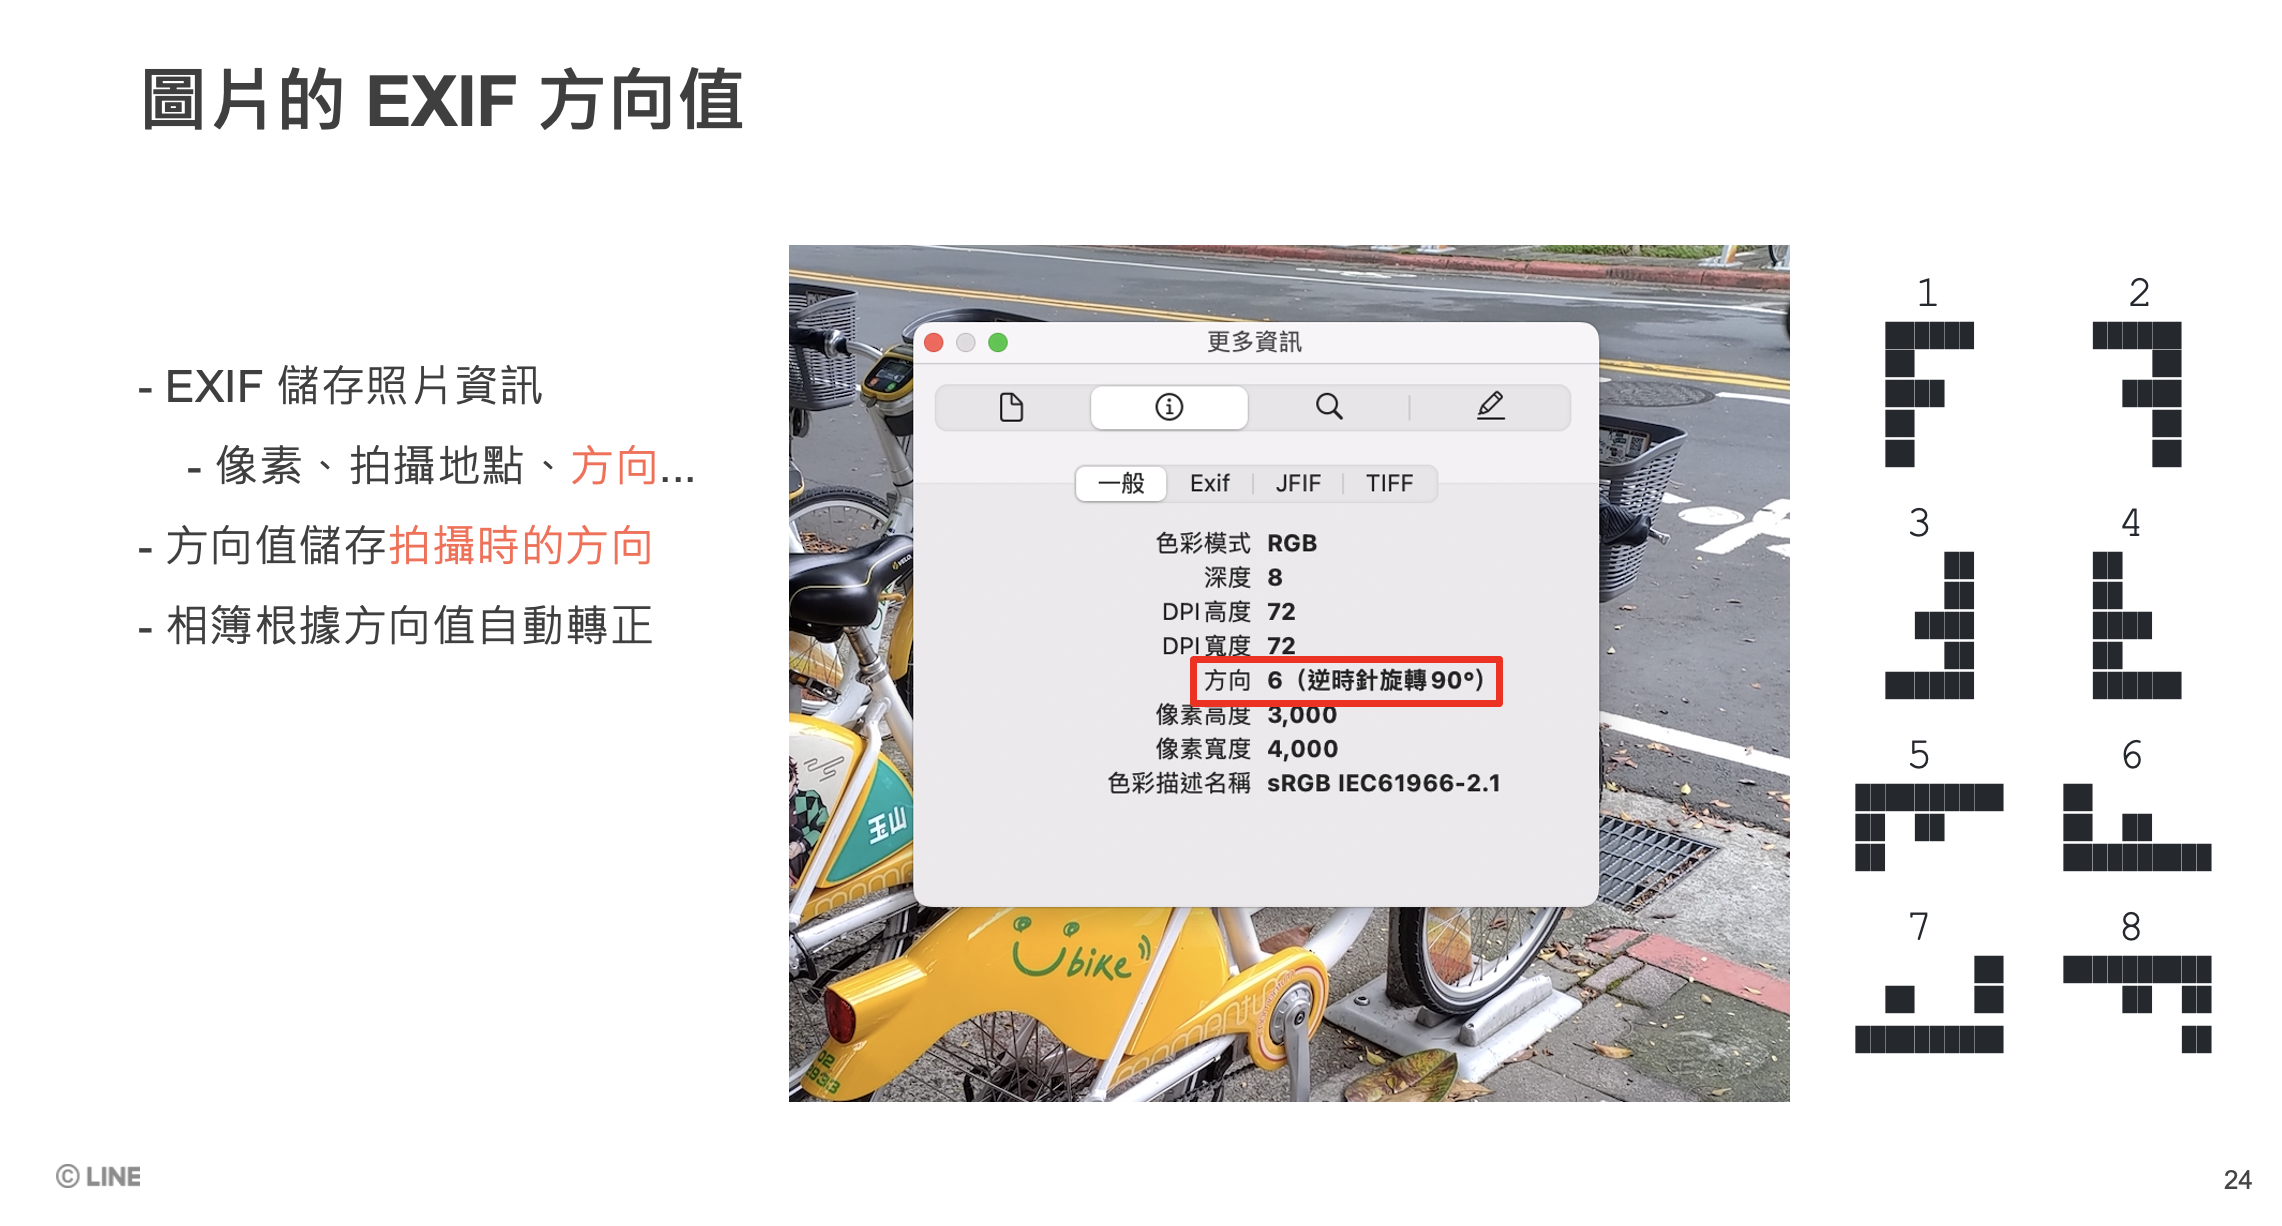 圖片的 EXIF 方向值
- EXIF 儲存照片資訊
- 像素、拍攝地點、方向...
- 方向值儲存拍攝時的方向
- 相簿根據方向值自動轉正
更多資訊
一般 Exif JFIF TIFF
色彩模式 RGB
深度 8
DPI 高度 72
DPI 寬度 72
方向 6（逆時針旋轉 90°）
像素高度 3,000
像素寬度 4,000
色彩描述名稱 sRGB IEC61966-2.1
VELO
玉山
momentum
Ubike
momentum
1 2
3 4
5 6
7 8
© LINE
24